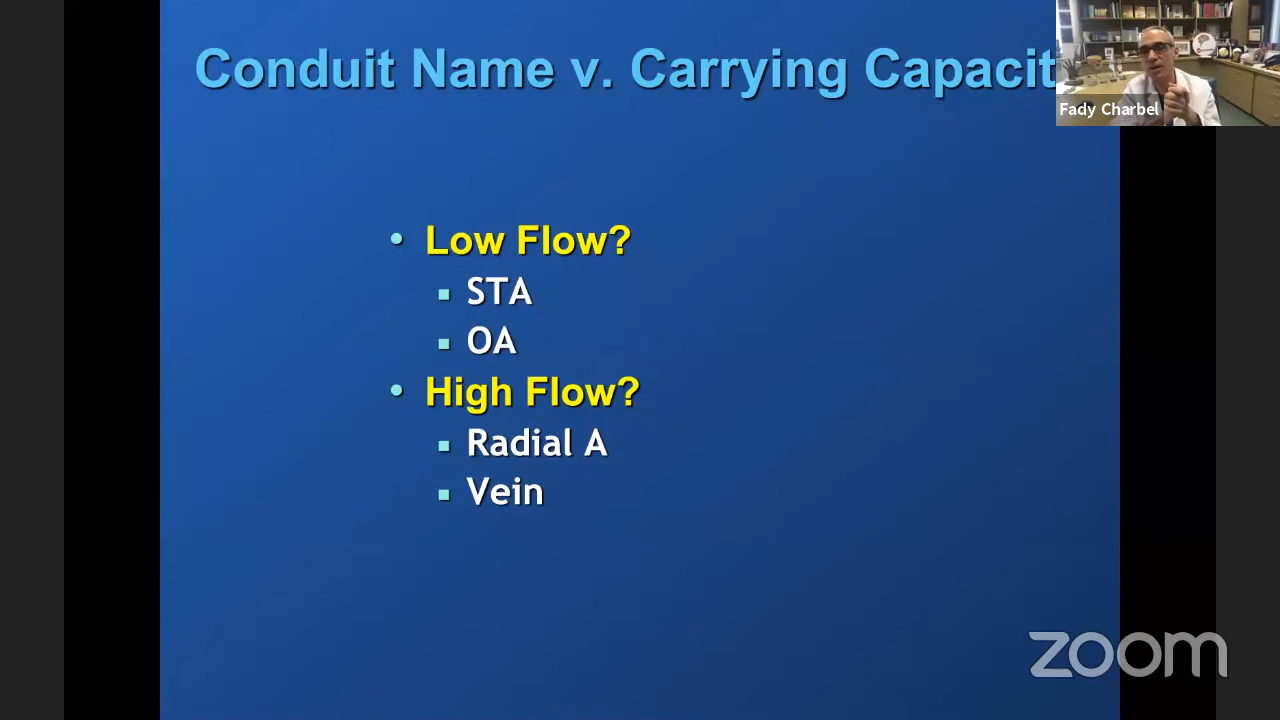 Conduit Name v. Carrying Capacit
Fady Charbel
• Low Flow?
▪ STA
▪ OA
• High Flow?
▪ Radial A
▪ Vein
zoom